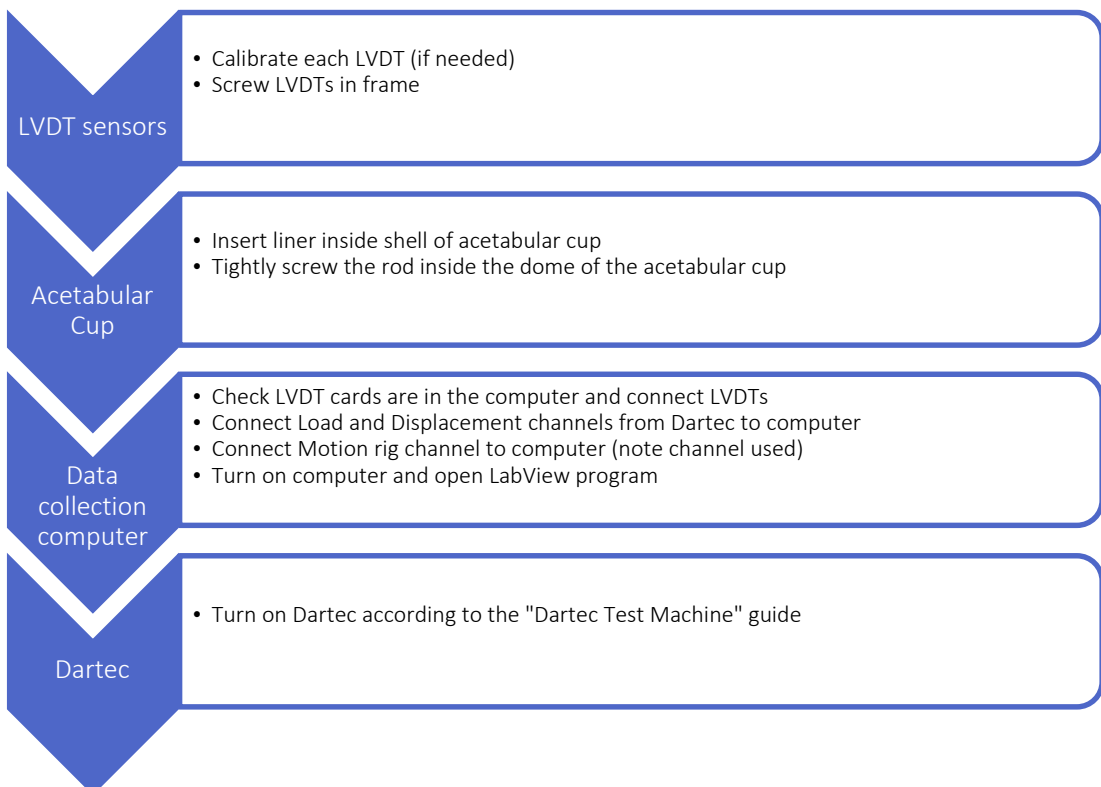 LVDT sensors
• Calibrate each LVDT (if needed)
• Screw LVDTs in frame
Acetabular
Cup
• Insert liner inside shell of acetabular cup
• Tightly screw the rod inside the dome of the acetabular cup
Data
collection
computer
• Check LVDT cards are in the computer and connect LVDTs
• Connect Load and Displacement channels from Dartec to computer
• Connect Motion rig channel to computer (note channel used)
• Turn on computer and open LabView program
Dartec
• Turn on Dartec according to the "Dartec Test Machine" guide